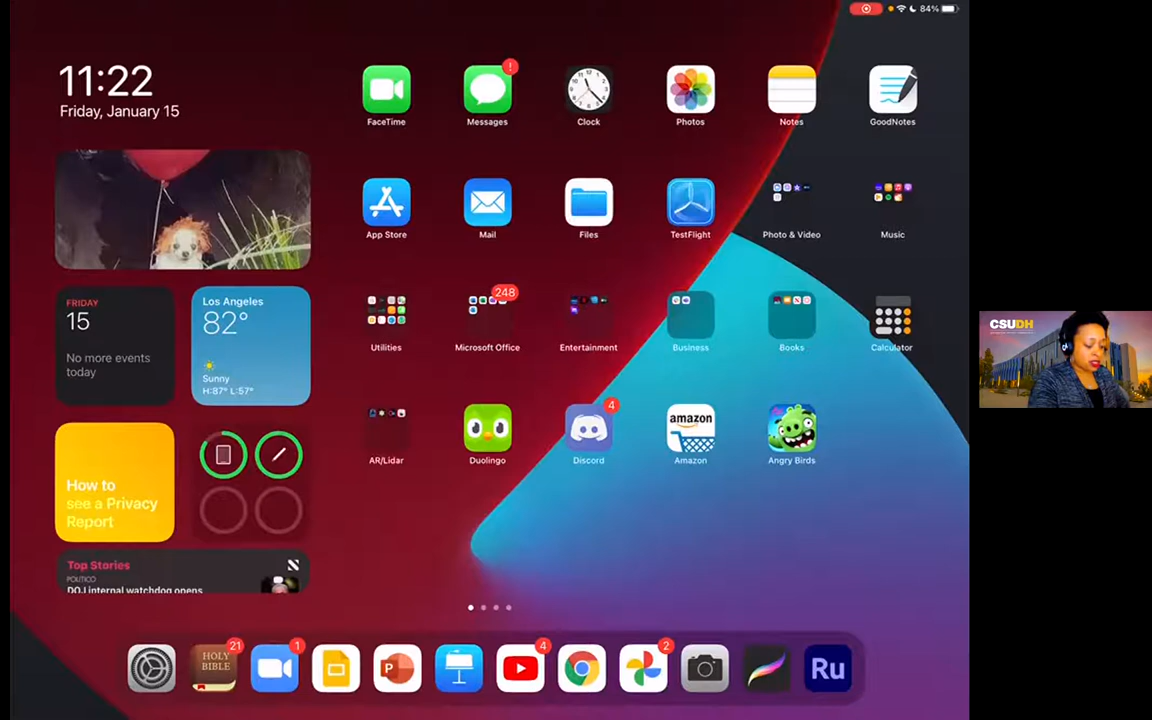 84%
11:22
Friday, January 15
FaceTime
Messages
Clock
Photos
Notes
GoodNotes
App Store
Mail
Files
TestFlight
Photo & Video
Music
FRIDAY
15
No more events
today
Los Angeles
82°
Sunny
H:87° L:57°
248
Utilities
Microsoft Office
Entertainment
Business
Books
Calculator
4
amazon
AR/Lidar
Duolingo
Discord
Amazon
Angry Birds
How to
see a Privacy
Report
Top Stories
POLITICO
DOJ internal watchdog opens
21
HOLY
BIBLE
1
P
4
2
Ru
CSUDH